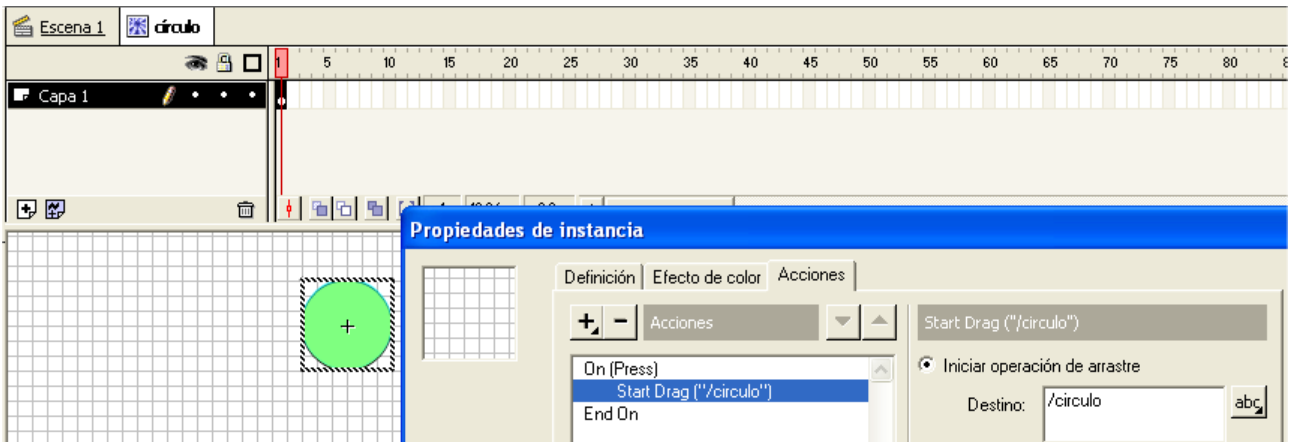 Escena 1 círculo
1 5 10 15 20 25 30 35 40 45 50 55 60 65 70 75 80
Capa 1
Propiedades de instancia
Definición Efecto de color Acciones
+ - Acciones
Start Drag ("/circulo")
On (Press)
Start Drag ("/circulo")
End On
Iniciar operación de arrastre
Destino: /circulo abc